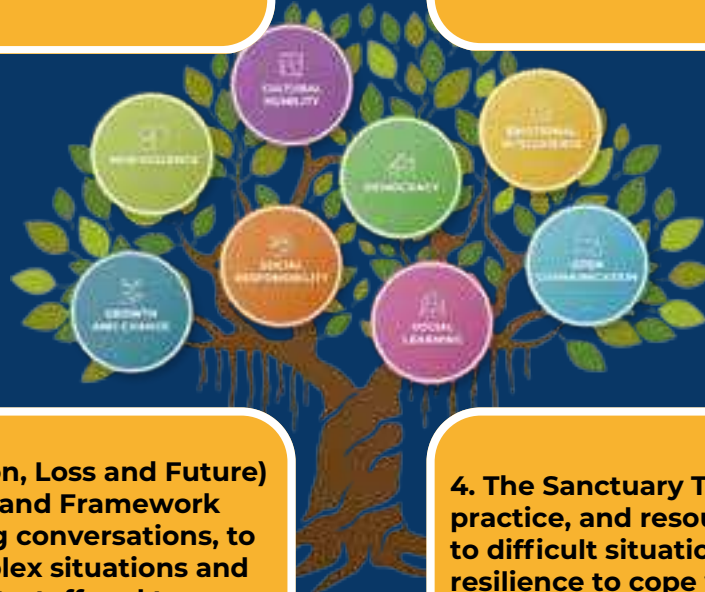 CULTURAL
HUMILITY
NONVIOLENCE
EMOTIONAL
INTELLIGENCE
DEMOCRACY
SOCIAL
RESPONSIBILITY
OPEN
COMMUNICATION
GROWTH
AND CHANGE
SOCIAL
LEARNING
on, Loss and Future)
and Framework
g conversations, to
plex situations and
4. The Sanctuary T
practice, and resou
to difficult situatio
resilience to cope